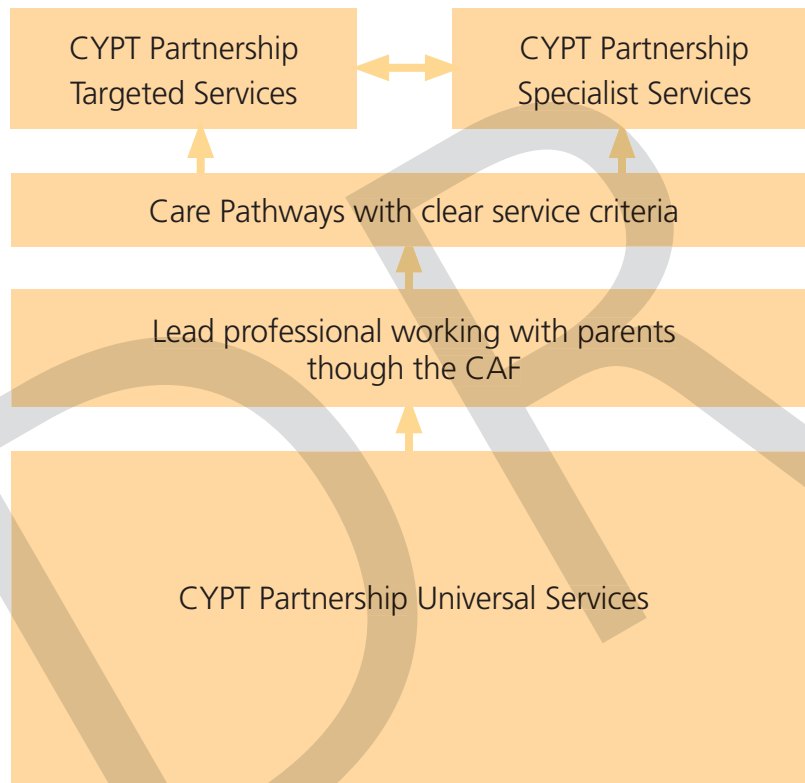 CYPT Partnership
Targeted Services
CYPT Partnership
Specialist Services
Care Pathways with clear service criteria
Lead professional working with parents
though the CAF
CYPT Partnership Universal Services
DR